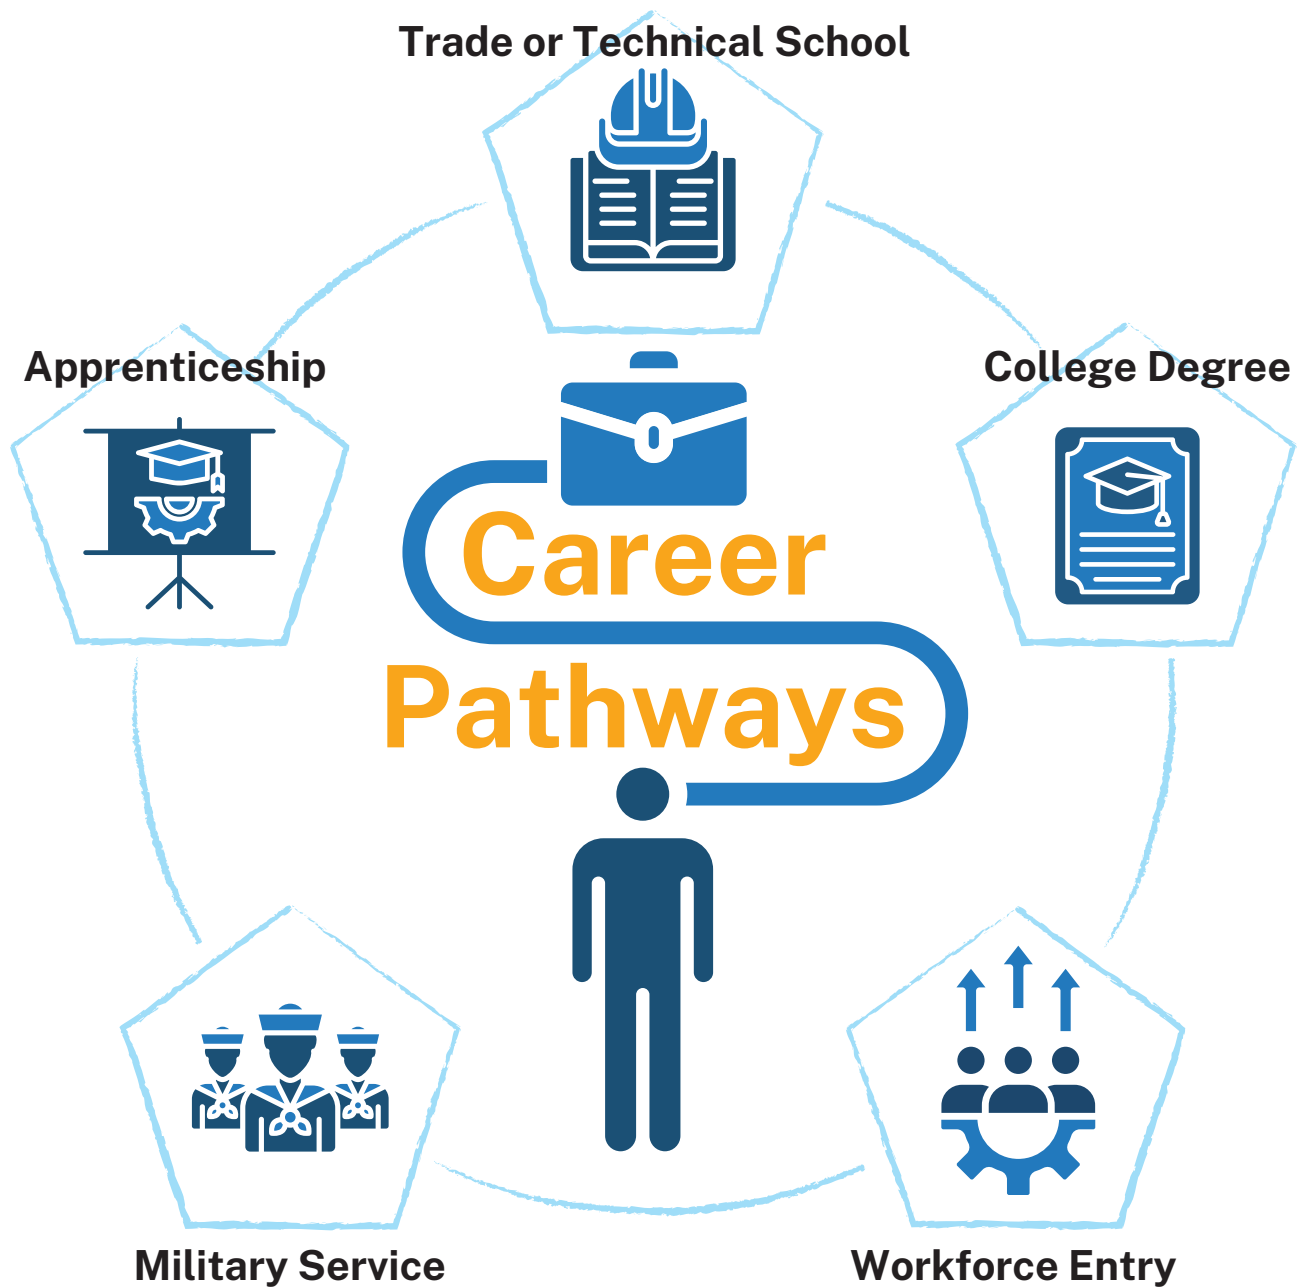 Trade or Technical School
Apprenticeship
College Degree
Career
Pathways
Military Service
Workforce Entry